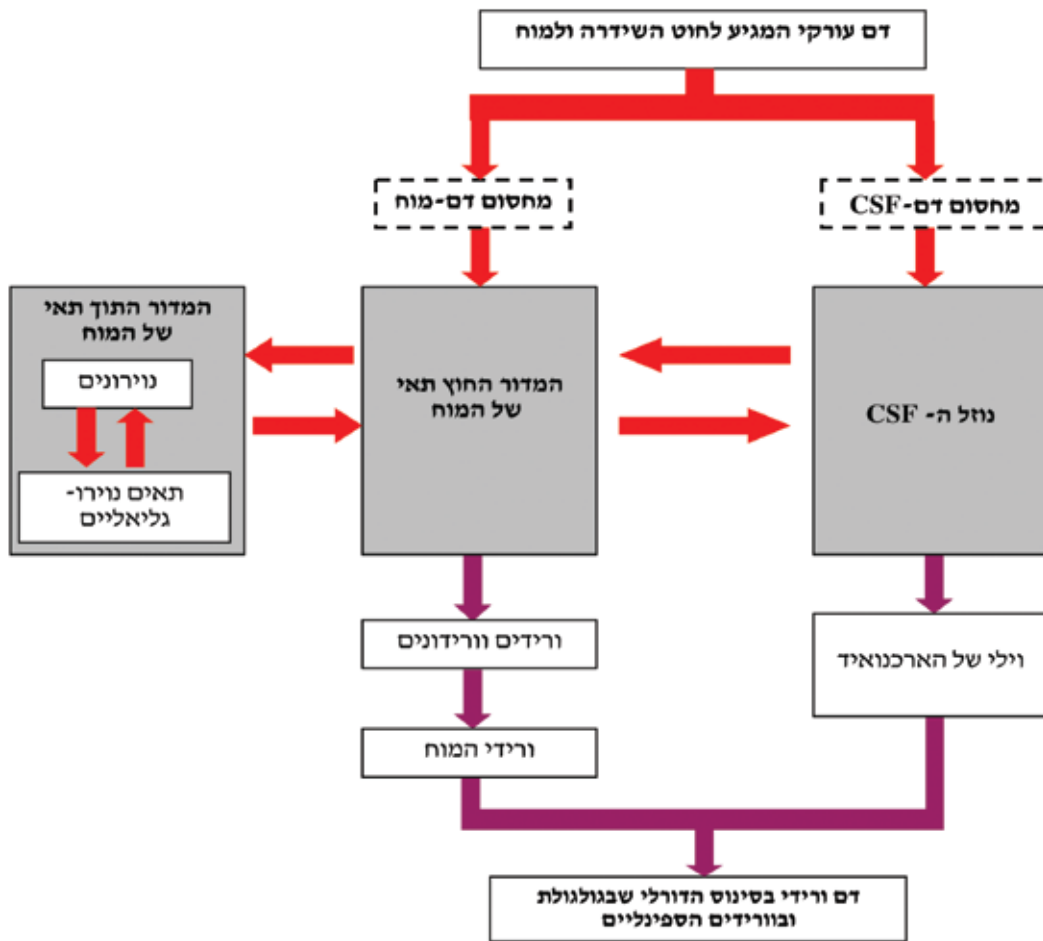 דם עורקי המגיע לחוט השידרה ולמוח
מחסום דם-CSF
מחסום דם-מוח
נוזל ה- CSF
המדור החוץ תאי
של המוח
המדור התוך תאי
של המוח
נוירונים
תאים נוירו-
גליאליים
וילי של הארכנואיד
ורידים וורידונים
ורידי המוח
דם ורידי בסינוס הדורלי שבגולגולת
ובוורידים הספינליים